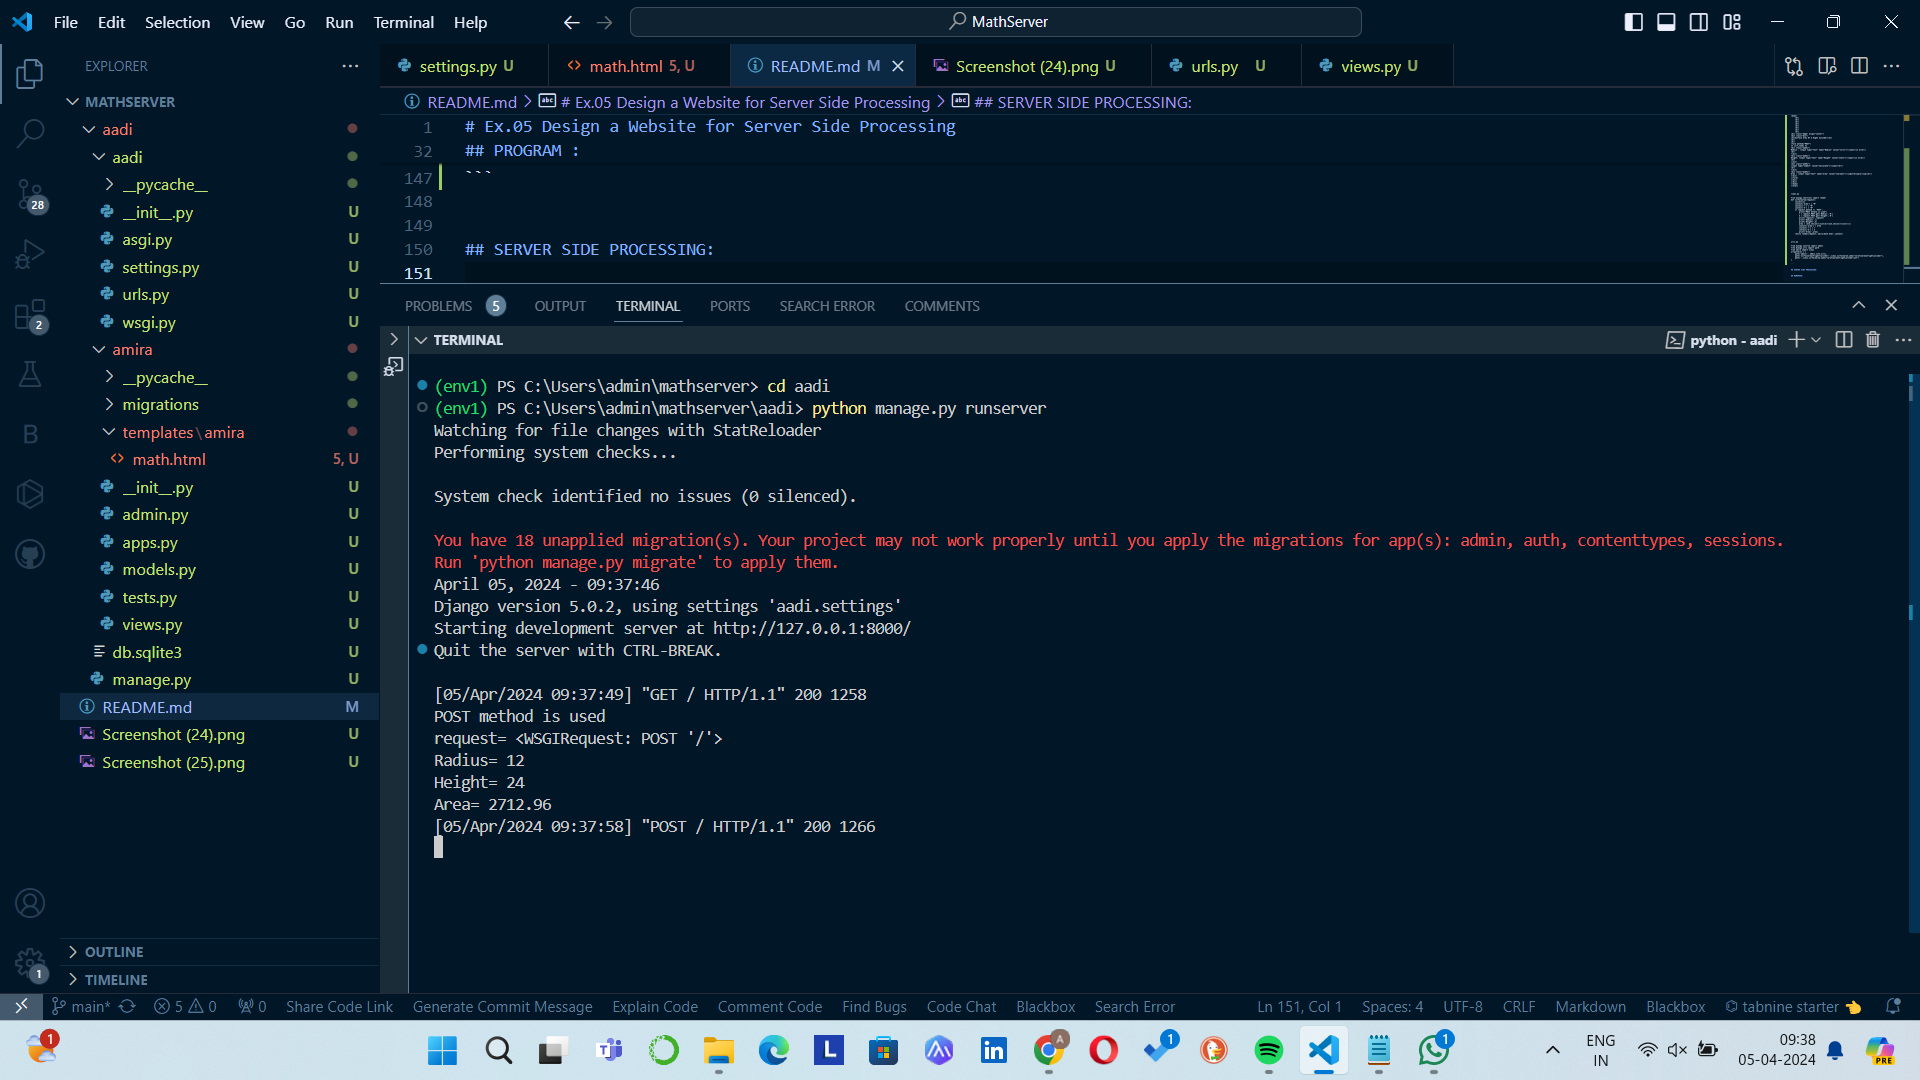 File Edit Selection View Go Run Terminal Help
MathServer
EXPLORER
MATHSERVER
aadi
aadi
__pycache__
__init__.py U
asgi.py U
settings.py U
urls.py U
wsgi.py U
amira
__pycache__
migrations
templates\amira
math.html 5, U
__init__.py U
admin.py U
apps.py U
models.py U
tests.py U
views.py U
db.sqlite3 U
manage.py U
README.md M
Screenshot (24).png U
Screenshot (25).png U
OUTLINE
TIMELINE
28
2
1
settings.py U
math.html 5, U
README.md M
Screenshot (24).png U
urls.py U
views.py U
README.md > # Ex.05 Design a Website for Server Side Processing > ## SERVER SIDE PROCESSING:
1 # Ex.05 Design a Website for Server Side Processing
32 ## PROGRAM :
147 ```
148
149
150 ## SERVER SIDE PROCESSING:
151
PROBLEMS 5 OUTPUT TERMINAL PORTS SEARCH ERROR COMMENTS
TERMINAL
python - aadi
(env1) PS C:\Users\admin\mathserver> cd aadi
(env1) PS C:\Users\admin\mathserver\aadi> python manage.py runserver
Watching for file changes with StatReloader
Performing system checks...
System check identified no issues (0 silenced).
You have 18 unapplied migration(s). Your project may not work properly until you apply the migrations for app(s): admin, auth, contenttypes, sessions.
Run 'python manage.py migrate' to apply them.
April 05, 2024 - 09:37:46
Django version 5.0.2, using settings 'aadi.settings'
Starting development server at http://127.0.0.1:8000/
Quit the server with CTRL-BREAK.
[05/Apr/2024 09:37:49] "GET / HTTP/1.1" 200 1258
POST method is used
request= <WSGIRequest: POST '/'>
Radius= 12
Height= 24
Area= 2712.96
[05/Apr/2024 09:37:58] "POST / HTTP/1.1" 200 1266
main* 5 0 0 Share Code Link Generate Commit Message Explain Code Comment Code Find Bugs Code Chat Blackbox Search Error
Ln 151, Col 1 Spaces: 4 UTF-8 CRLF Markdown Blackbox tabnine starter
1
L
in
A
1
1
ENG
IN
09:38
05-04-2024
PRE